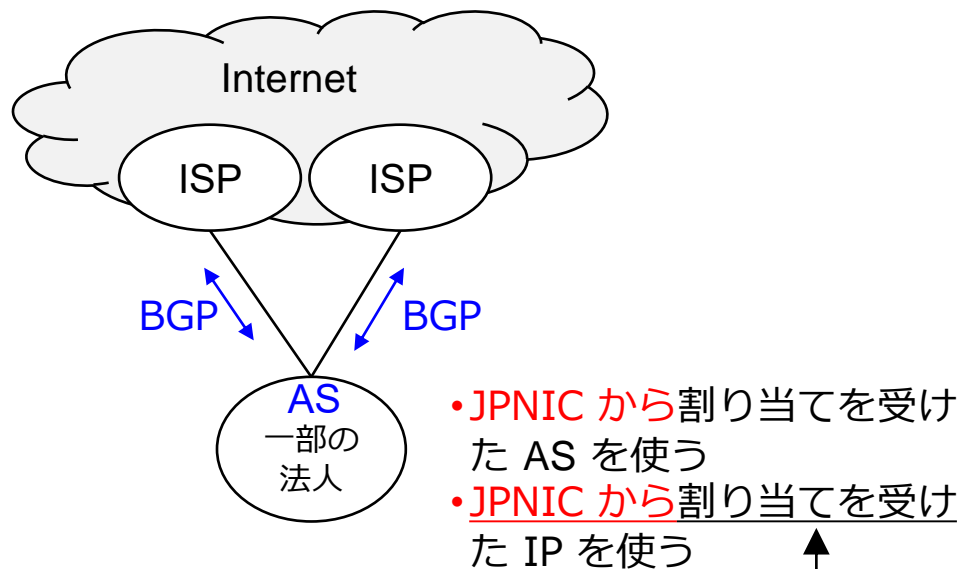 Internet
ISP
ISP
BGP
BGP
AS
一部の
法人
•JPNIC から割り当てを受け
た AS を使う
•JPNIC から割り当てを受け
た IP を使う